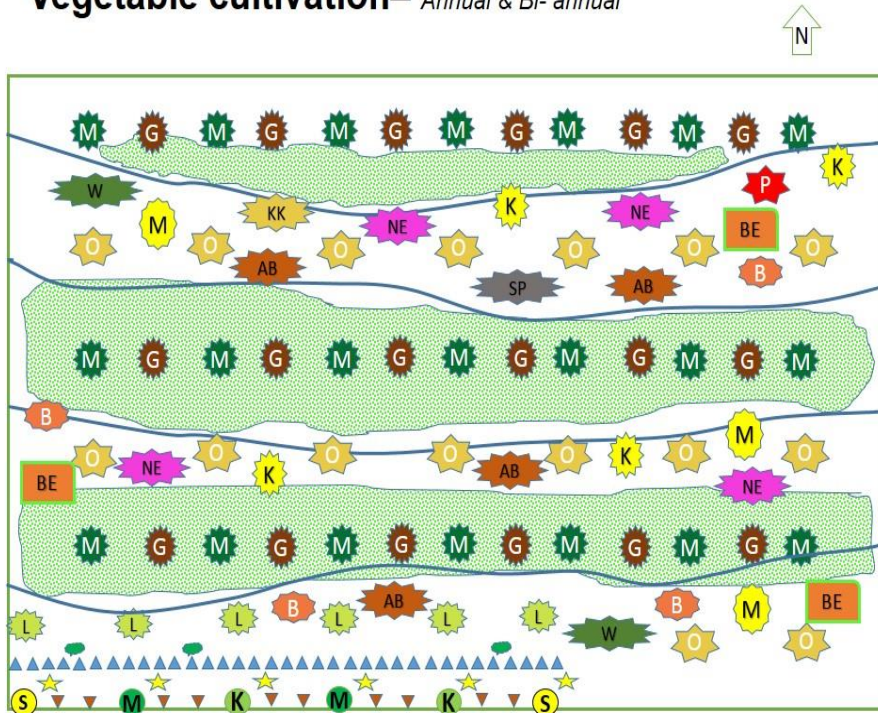 Vegetable cultivation– Annual & Bi- annual
N
M G M G M G M G M G M G M
K
W KK K P
M NE NE BE
O O O O O O O
AB B
SP AB
M G M G M G M G M G M G M
B M
O O O O O O O
NE K AB K
BE NE
M G M G M G M G M G M G M
L L L B L AB L L B M BE
W O O
S M K M K S